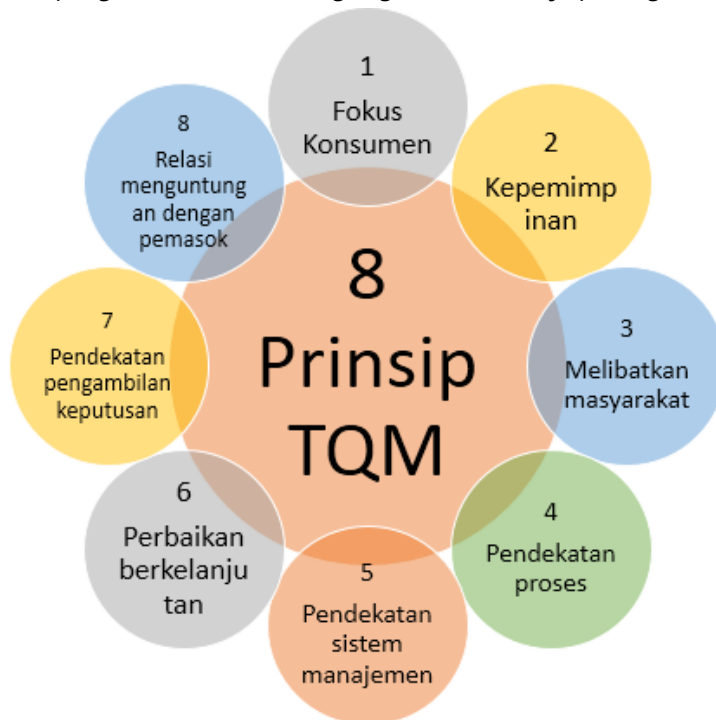 8
Prinsip
TQM
1
Fokus
Konsumen
2
Kepemimp
inan
3
Melibatkan
masyarakat
4
Pendekatan
proses
5
Pendekatan
sistem
manajemen
6
Perbaikan
berkelanju
tan
7
Pendekatan
pengambilan
keputusan
8
Relasi
menguntung
an dengan
pemasok